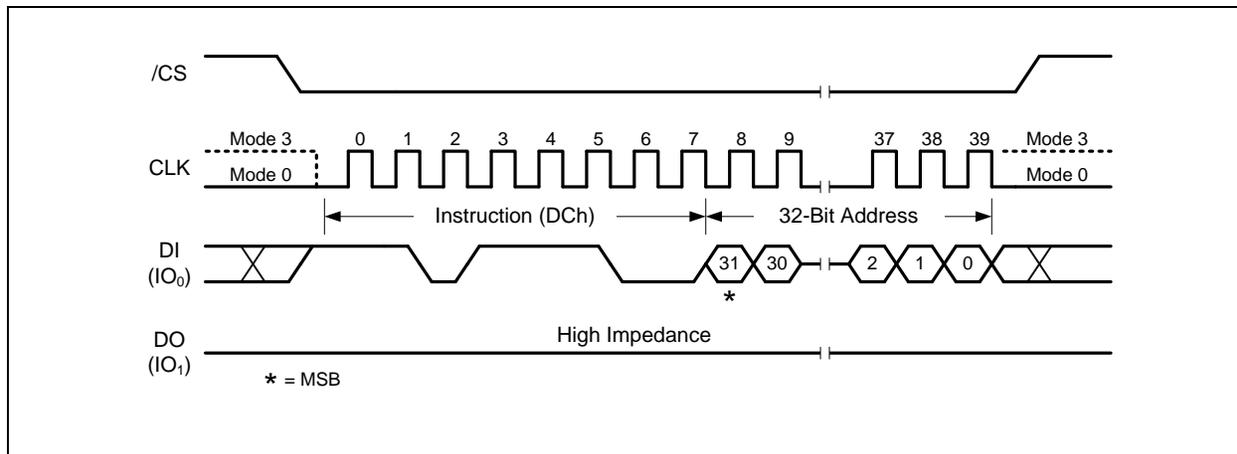 /CS
Mode 3 0 1 2 3 4 5 6 7 8 9 37 38 39 Mode 3
CLK
Mode 0 Mode 0
Instruction (DCh) 32-Bit Address
DI
(IO₀)
31 30 2 1 0
*
High Impedance
DO
(IO₁)
* = MSB